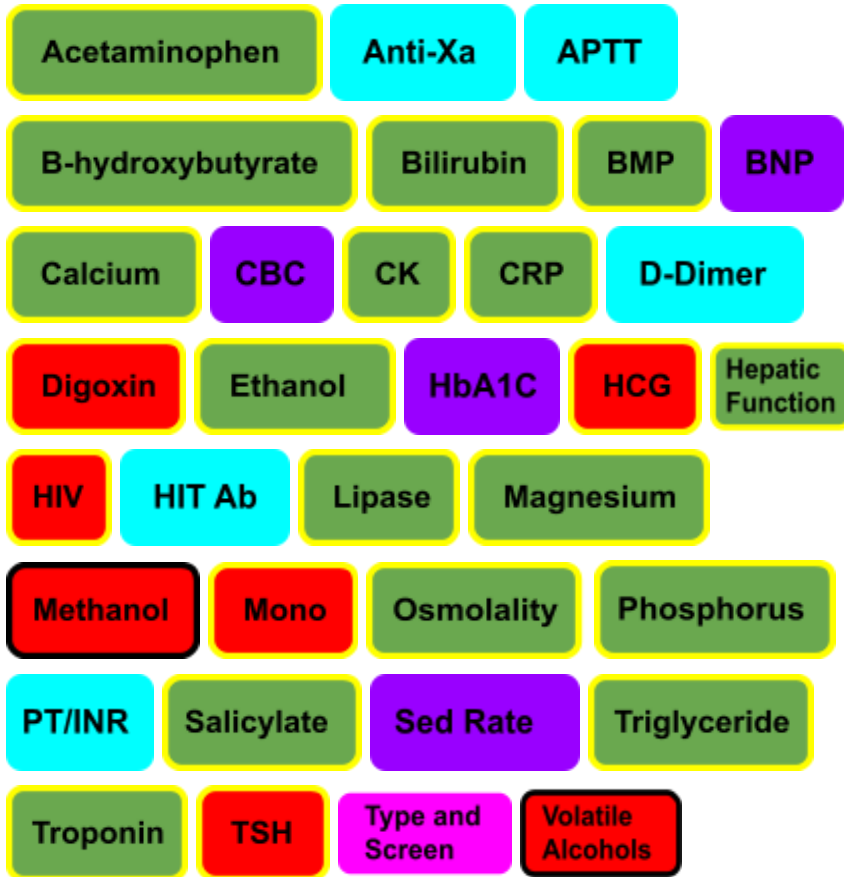 Acetaminophen Anti-Xa APTT
B-hydroxybutyrate Bilirubin BMP BNP
Calcium CBC CK CRP D-Dimer
Digoxin Ethanol HbA1C HCG Hepatic
Function
HIV HIT Ab Lipase Magnesium
Methanol Mono Osmolality Phosphorus
PT/INR Salicylate Sed Rate Triglyceride
Troponin TSH Type and
Screen Volatile
Alcohols